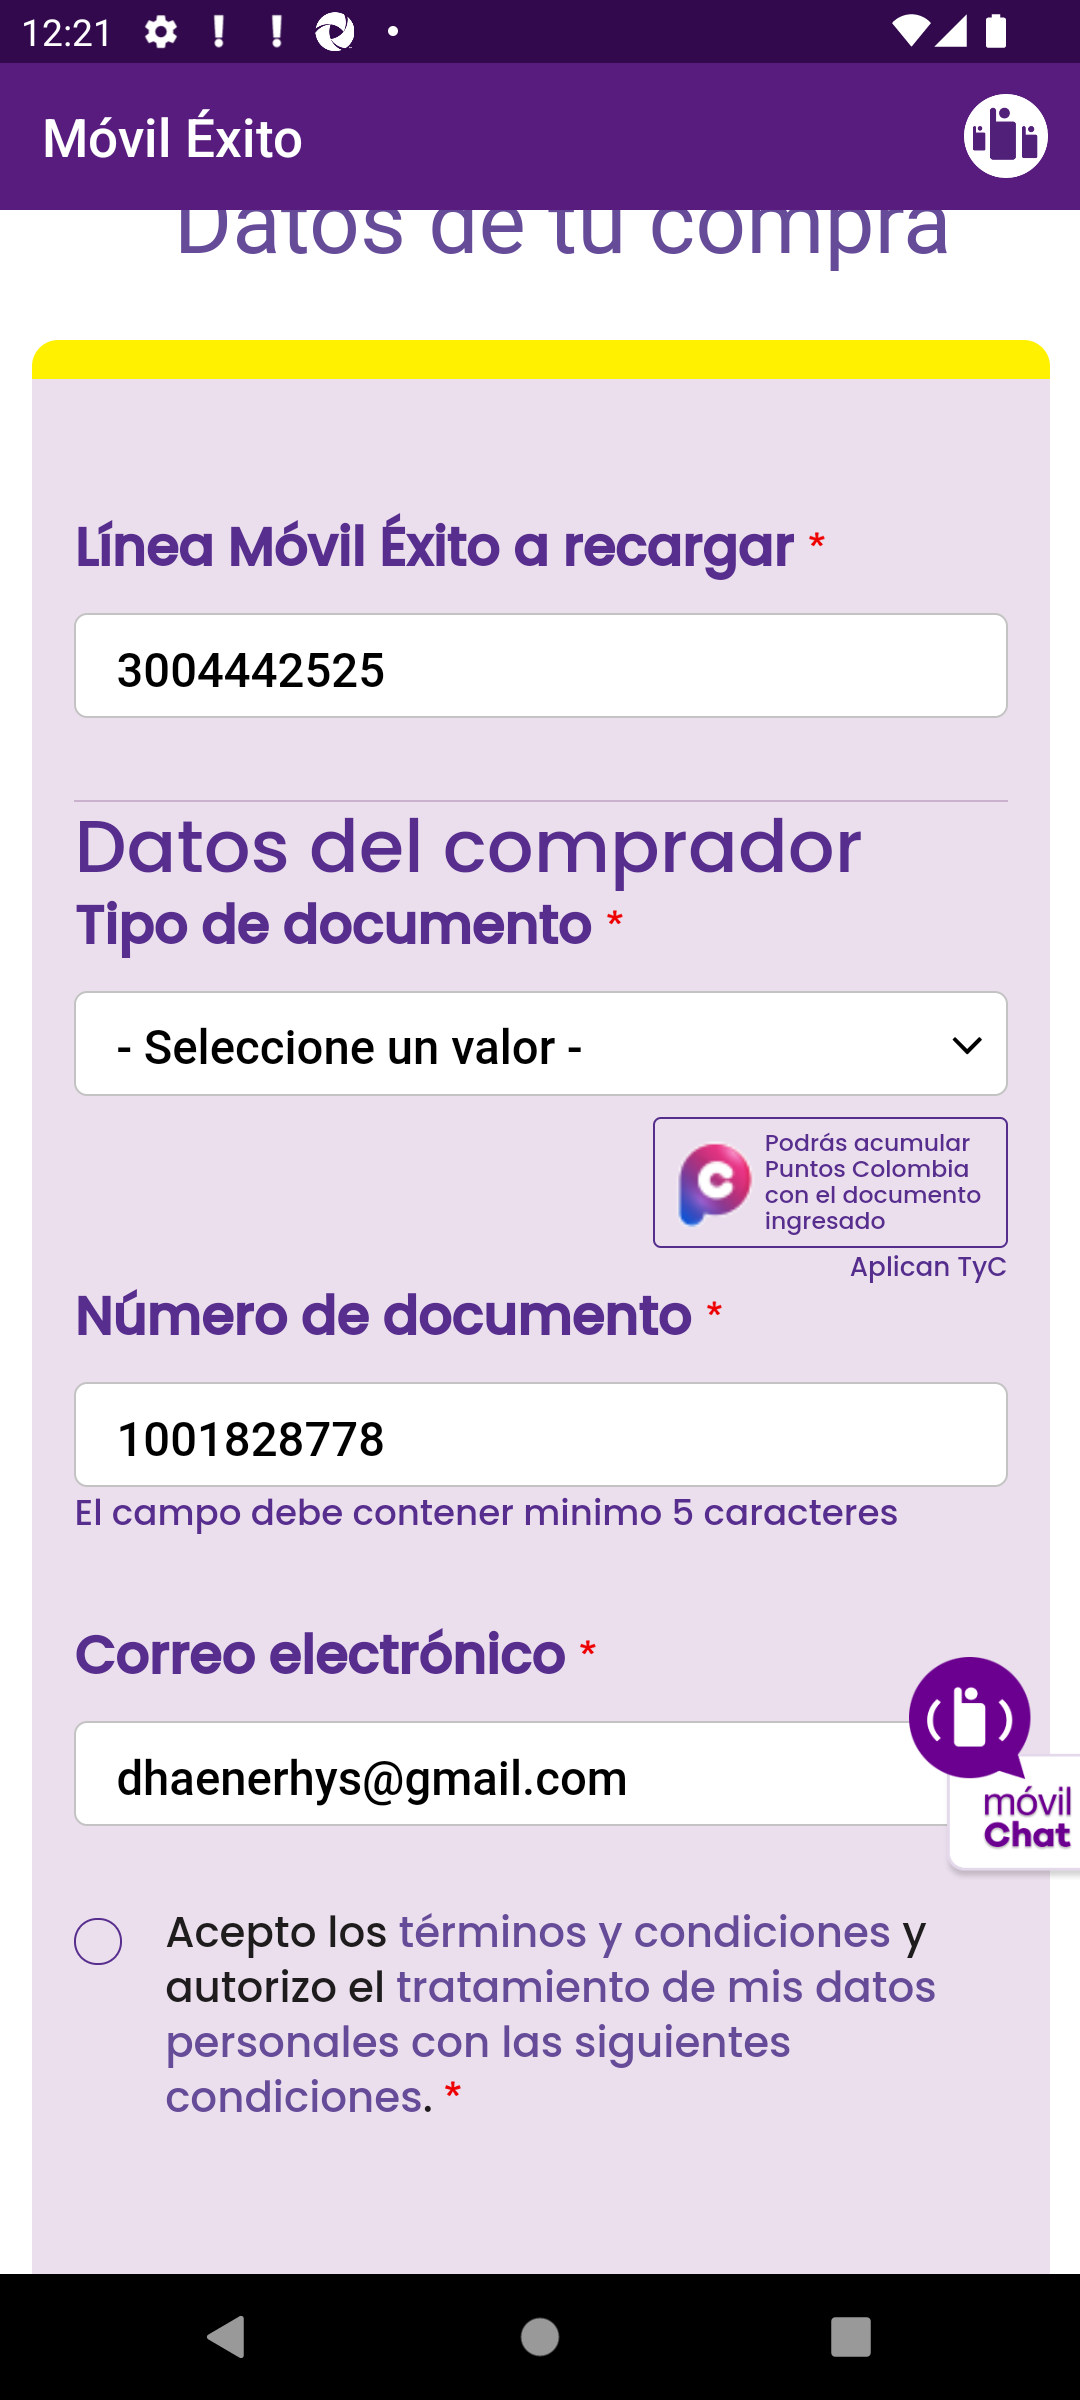 12:21
Móvil Éxito
Datos de tu compra
Línea Móvil Éxito a recargar *
3004442525
Datos del comprador
Tipo de documento *
- Seleccione un valor -
Podrás acumular
Puntos Colombia
con el documento
ingresado
Aplican TyC
Número de documento *
1001828778
El campo debe contener minimo 5 caracteres
Correo electrónico *
dhaenerhys@gmail.com
móvil
Chat
Acepto los términos y condiciones y
autorizo el tratamiento de mis datos
personales con las siguientes
condiciones. *